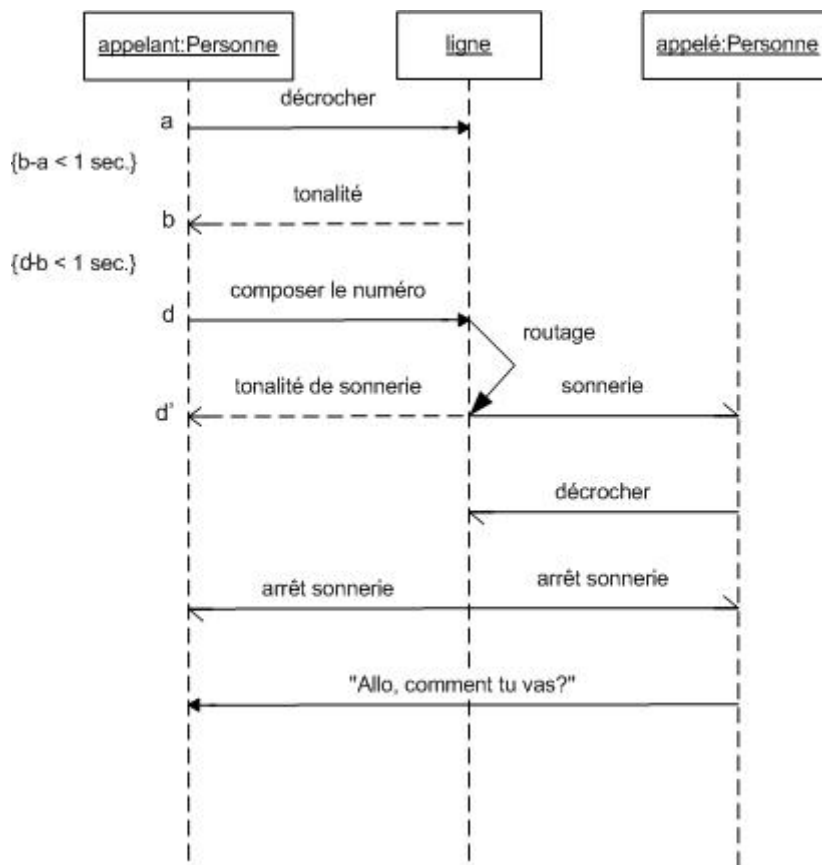 appelant:Personne
ligne
appelé:Personne
décrocher
a
{b-a < 1 sec.}
tonalité
b
{d-b < 1 sec.}
composer le numéro
d
routage
tonalité de sonnerie
sonnerie
d'
décrocher
arrêt sonnerie
arrêt sonnerie
"Allo, comment tu vas?"